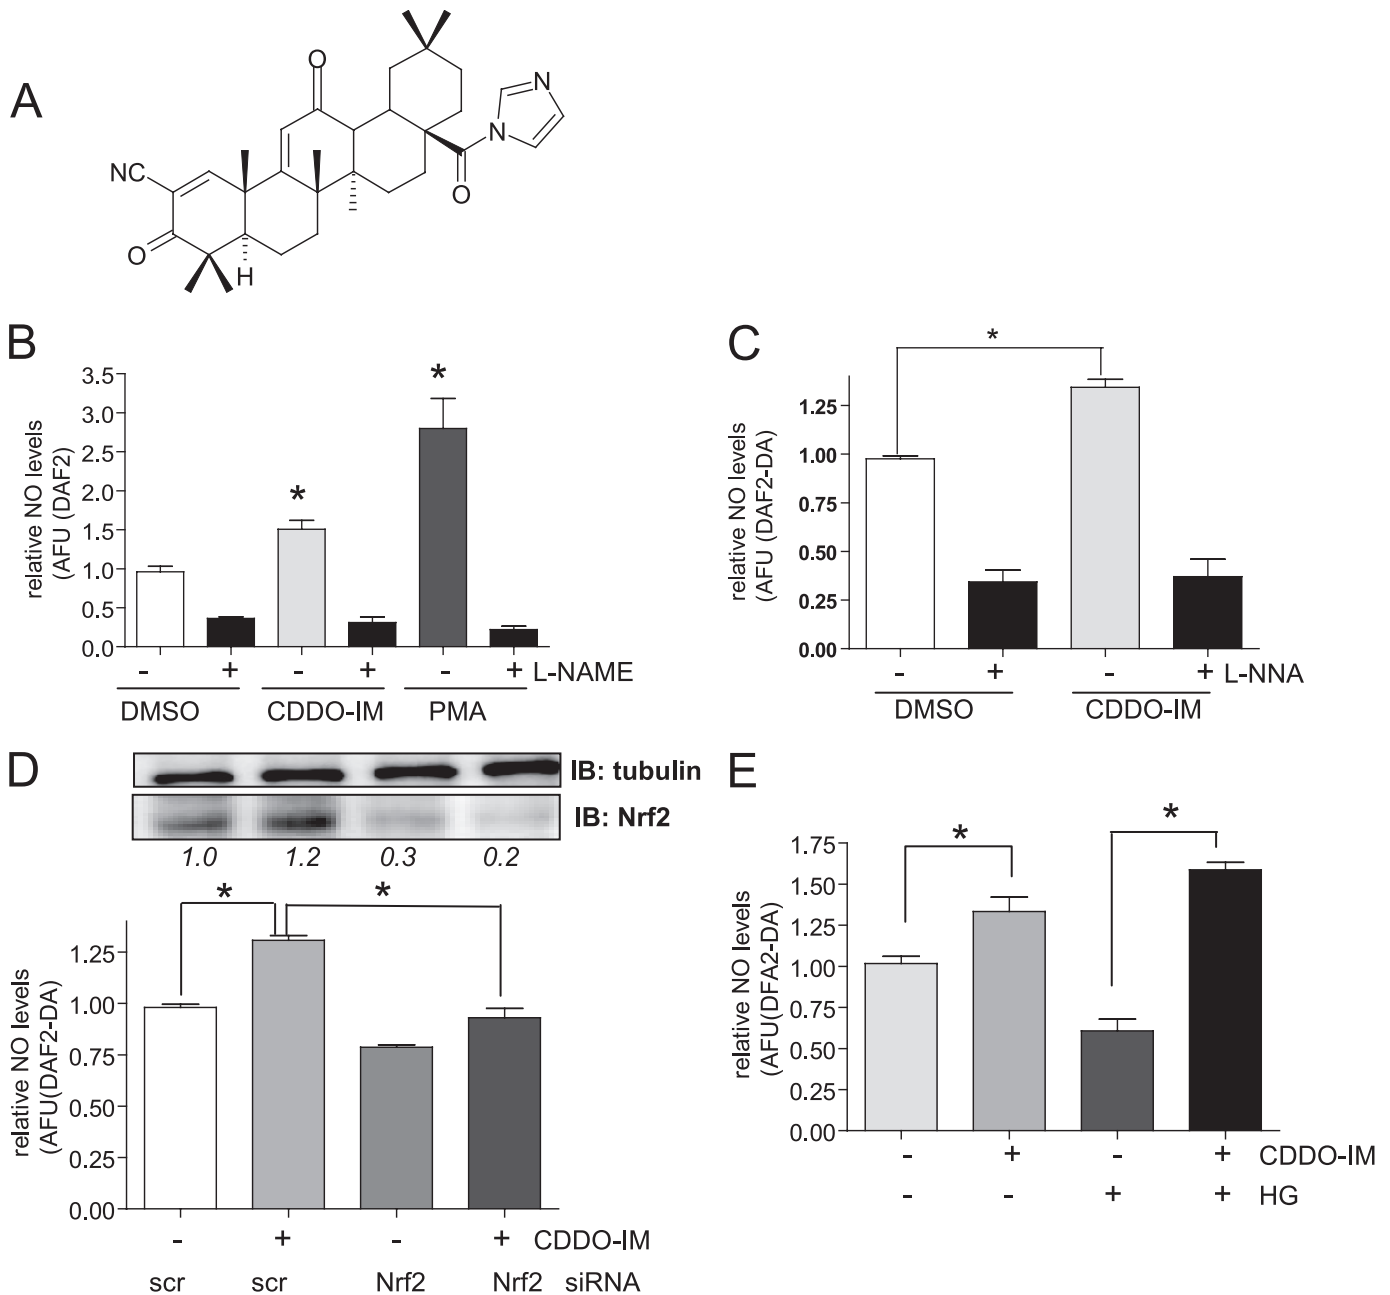 A
O
N
N
NC
O
O
H
B
relative NO levels
(AFU (DAF2)
3.5
3.0
2.5
2.0
1.5
1.0
0.5
0.0
*
*
- + - + - + L-NAME
DMSO CDDO-IM PMA
C
relative NO levels
(AFU (DAF2-DA)
1.25
1.00
0.75
0.50
0.25
0.00
*
- + - + L-NNA
DMSO CDDO-IM
D
IB: tubulin
IB: Nrf2
1.0 1.2 0.3 0.2
relative NO levels
(AFU(DAF2-DA)
1.25
1.00
0.75
0.50
0.25
0.00
*
*
- + - + CDDO-IM
scr scr Nrf2 Nrf2 siRNA
E
relative NO levels
(AFU(DFA2-DA)
1.75
1.50
1.25
1.00
0.75
0.50
0.25
0.00
*
*
- + - + CDDO-IM
- - + + HG